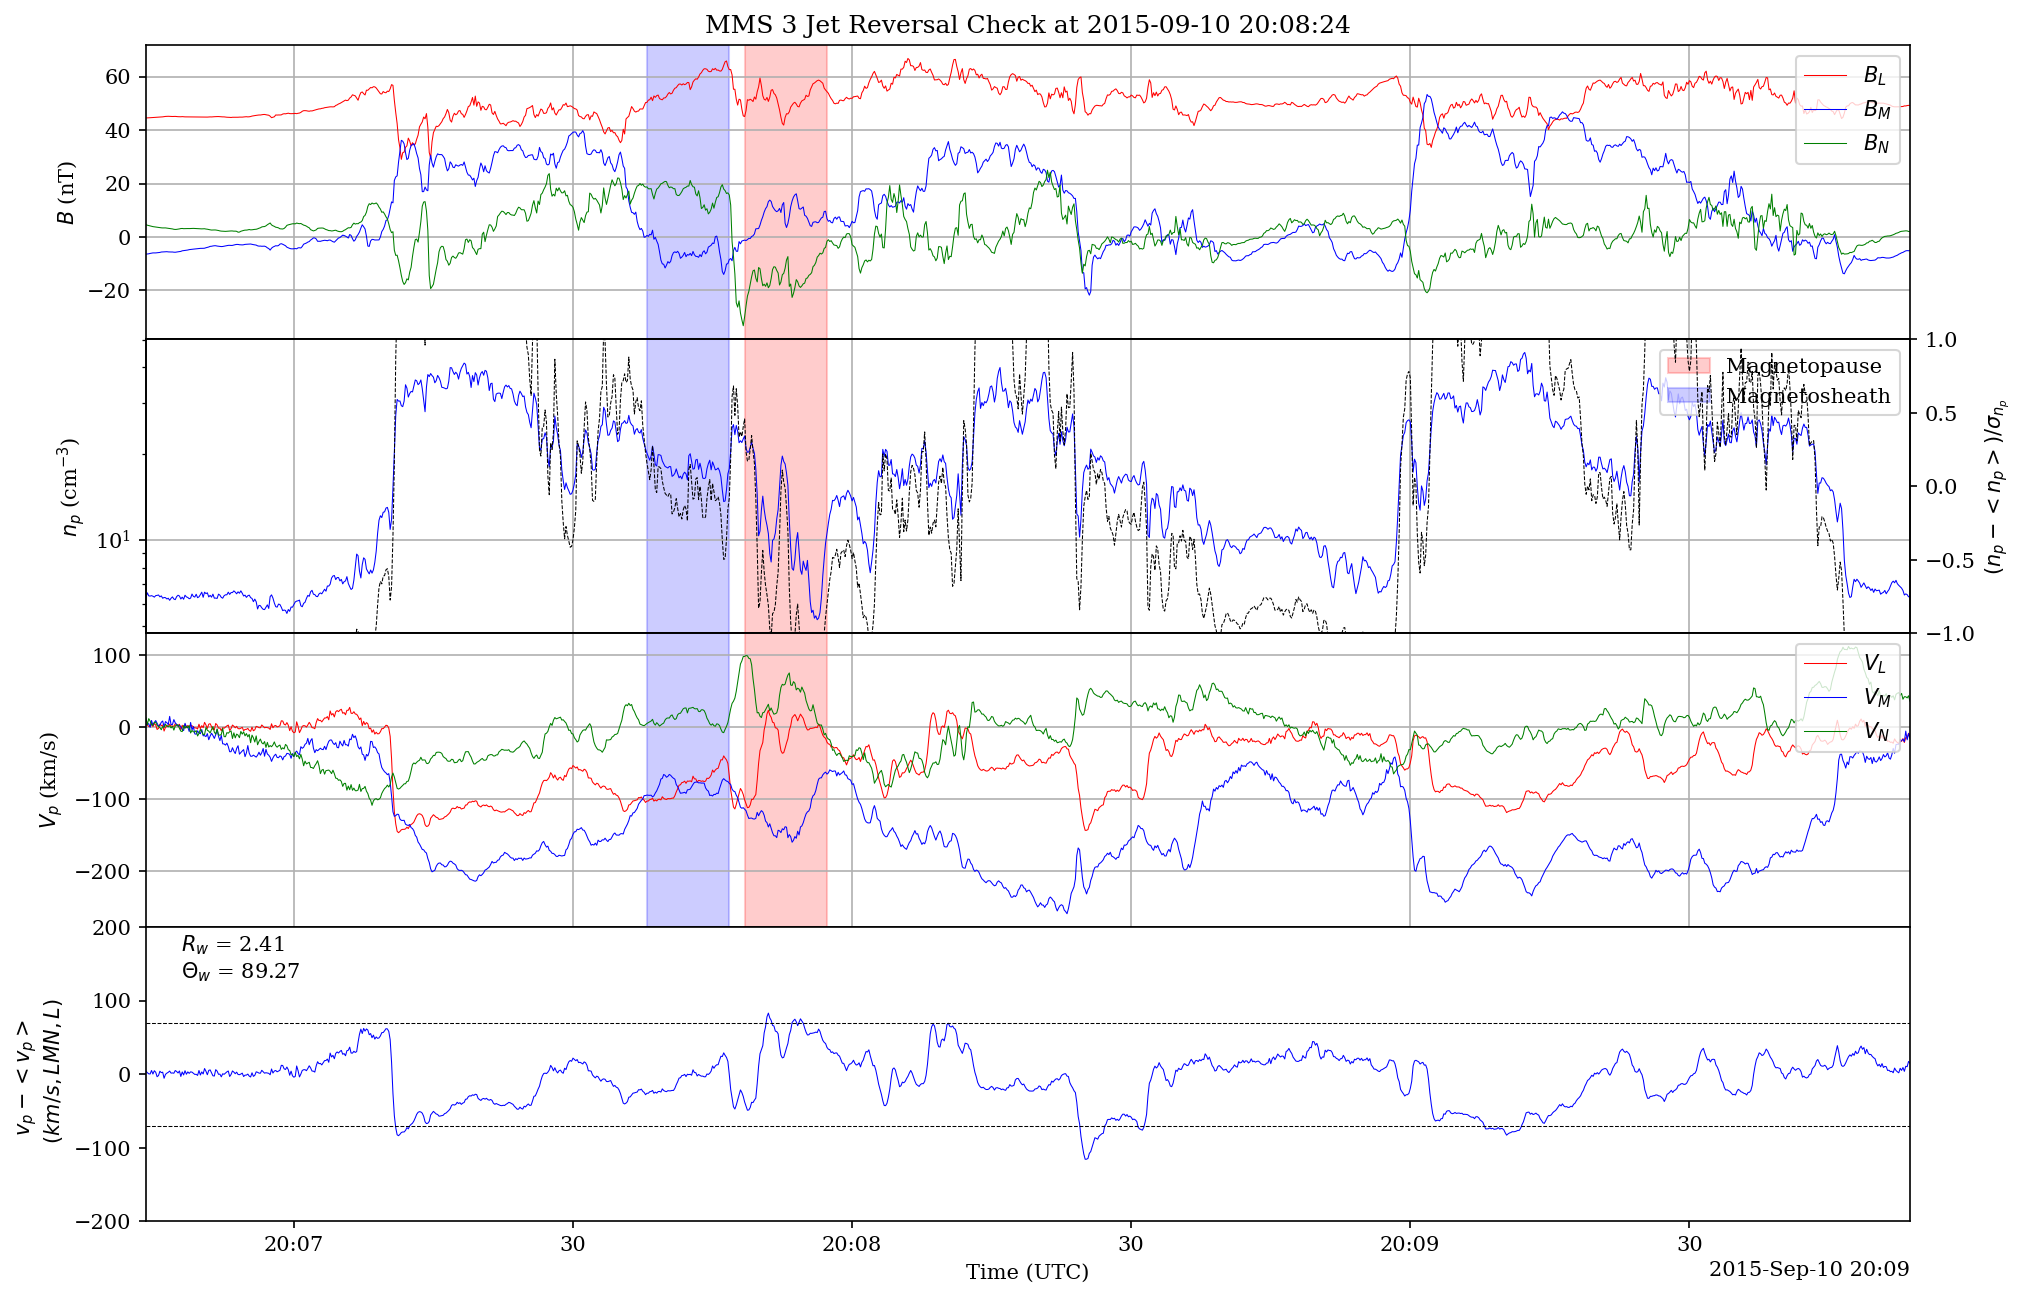 MMS 3 Jet Reversal Check at 2015-09-10 20:08:24
B (nT)
60
40
20
0
−20
B_L
B_M
B_N
n_p (cm^{-3})
10^1
Magnetopause
Magnetosheath
1.0
0.5
0.0
−0.5
−1.0
(n_p − < n_p >)/σ_{n_p}
V_p (km/s)
100
0
−100
−200
V_L
V_M
V_N
v_p − < v_p >
(km/s, LMN, L)
200
100
0
−100
−200
R_w = 2.41
Θ_w = 89.27
20:07
30
20:08
30
20:09
30
Time (UTC)
2015-Sep-10 20:09